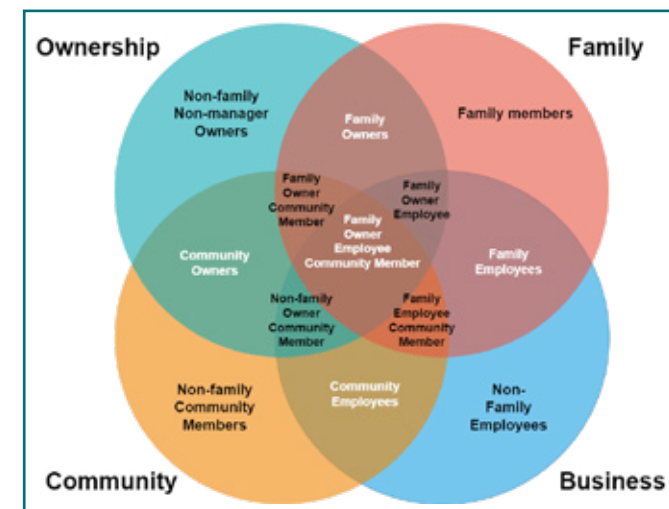 Ownership
Family
Non-family
Non-manager
Owners
Family
Owners
Family members
Family
Owner
Community
Member
Family
Owner
Employee
Family
Owner
Employee
Community Member
Community
Owners
Family
Employees
Non-family
Owner
Community
Member
Family
Employee
Community
Member
Non-family
Community
Members
Community
Employees
Non-
Family
Employees
Community
Business